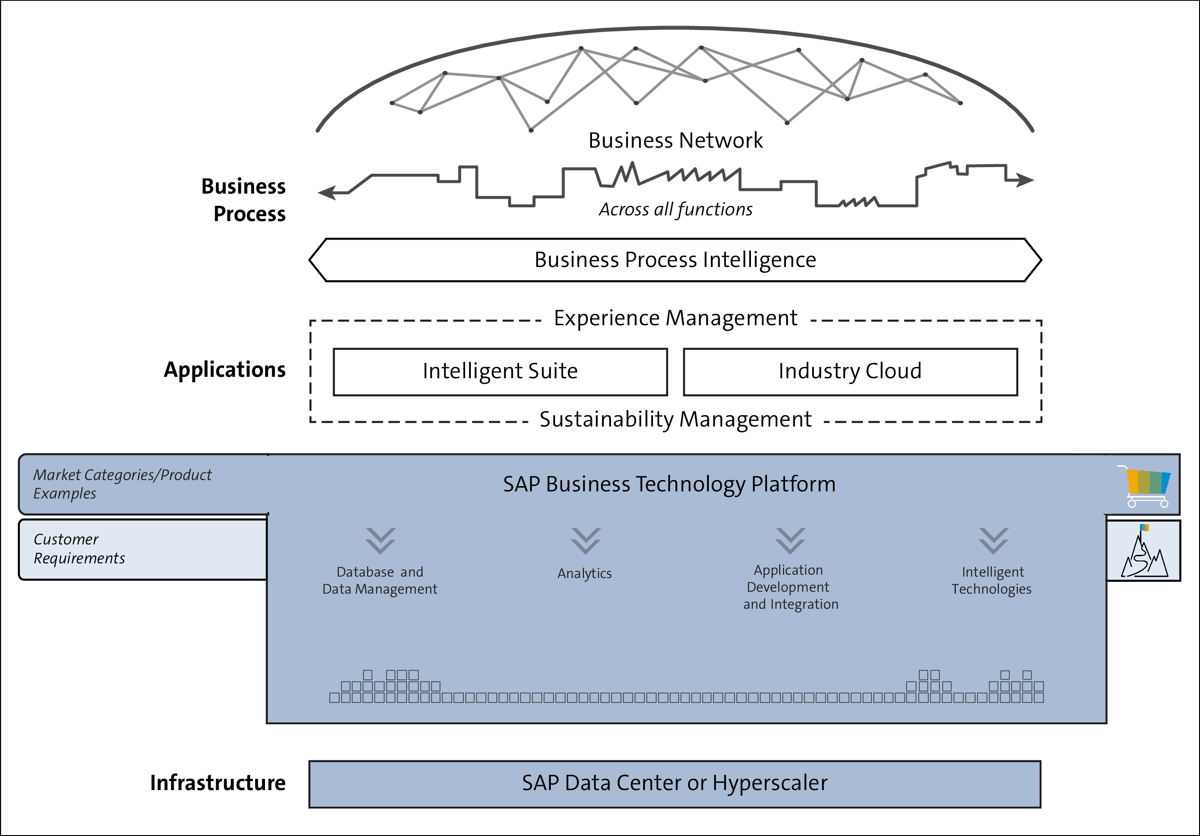 Business Network
Business
Process
Across all functions
Business Process Intelligence
Experience Management
Applications
Intelligent Suite
Industry Cloud
Sustainability Management
Market Categories/Product
Examples
SAP Business Technology Platform
Customer
Requirements
Database and
Data Management
Analytics
Application
Development
and Integration
Intelligent
Technologies
Infrastructure
SAP Data Center or Hyperscaler